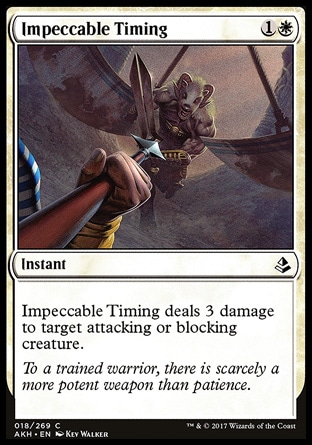 Impeccable Timing 1
Instant
Impeccable Timing deals 3 damage
to target attacking or blocking
creature.
To a trained warrior, there is scarcely a
more potent weapon than patience.
018/269 C
AKH • EN Key Walker
™ & © 2017 Wizards of the Coast